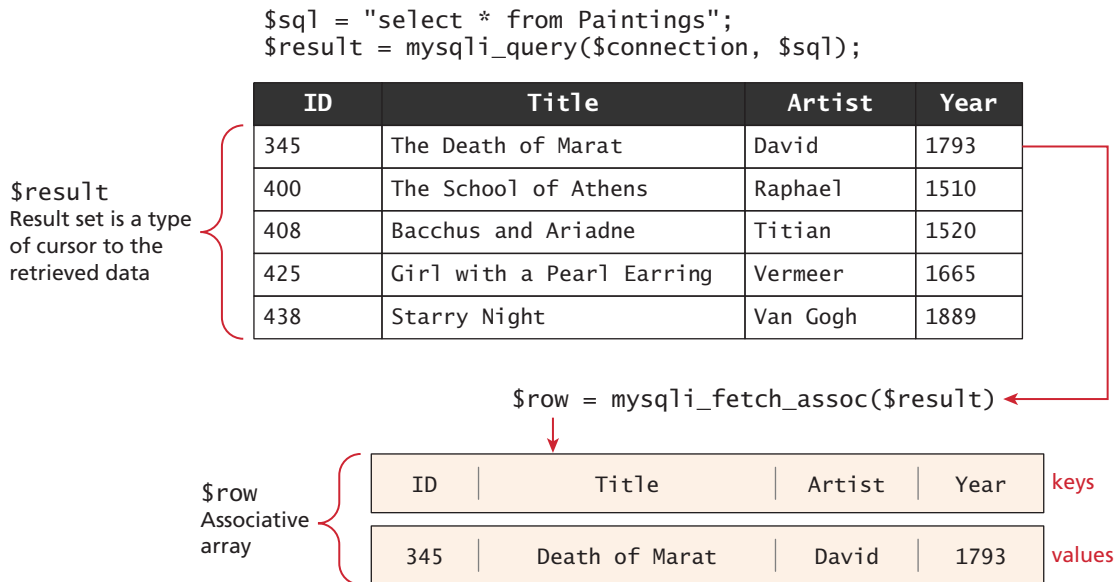 $sql = "select * from Paintings";
$result = mysqli_query($connection, $sql);
ID Title Artist Year
345 The Death of Marat David 1793
400 The School of Athens Raphael 1510
408 Bacchus and Ariadne Titian 1520
425 Girl with a Pearl Earring Vermeer 1665
438 Starry Night Van Gogh 1889
$result
Result set is a type
of cursor to the
retrieved data
$row = mysqli_fetch_assoc($result)
$row
Associative
array
ID Title Artist Year keys
345 Death of Marat David 1793 values